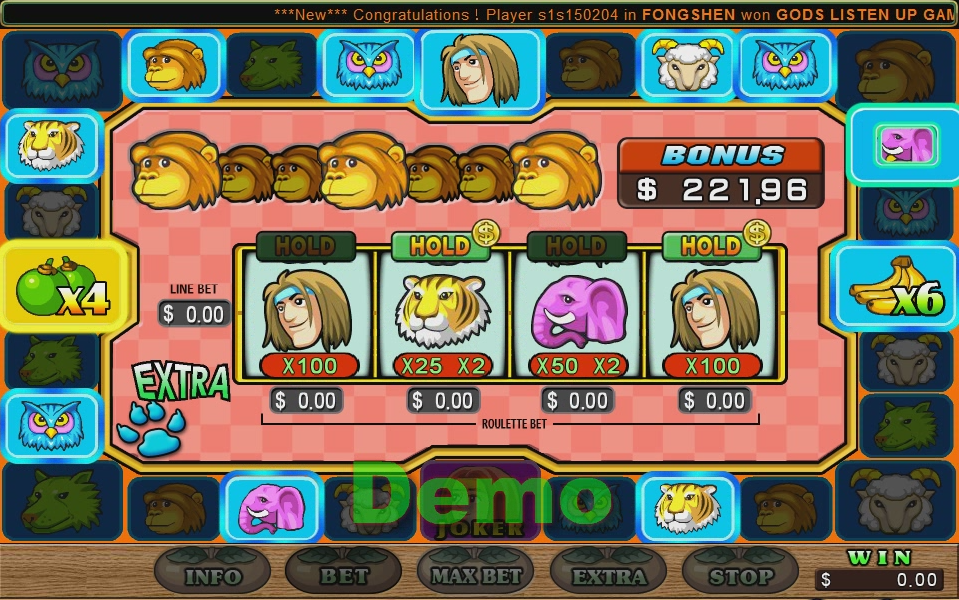 ***New*** Congratulations ! Player s1s150204 in FONGSHEN won GODS LISTEN UP GAM
BONUS
$ 221.96
HOLD HOLD HOLD HOLD
LINE BET
$ 0.00
x4
x6
X100 X25 X2 X50 X2 X100
EXTRA
$ 0.00 $ 0.00 $ 0.00 $ 0.00
ROULETTE BET
Demo
JOKER
INFO BET MAX BET EXTRA STOP
WIN
$ 0.00